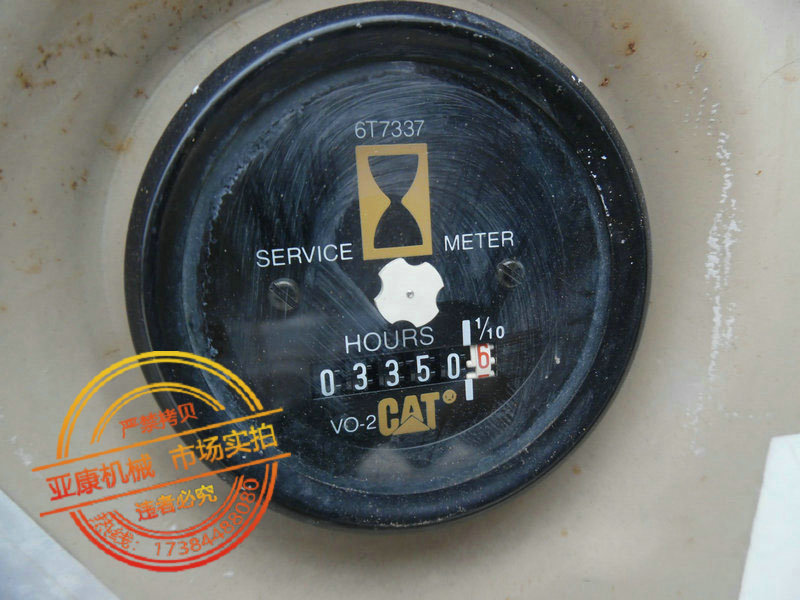 6T7337
SERVICE METER
HOURS 1/10
0 3 3 5 0 6
VO-2 CAT®
严禁拷贝
亚康机械 市场实拍
违者必究
热线: 17384488080